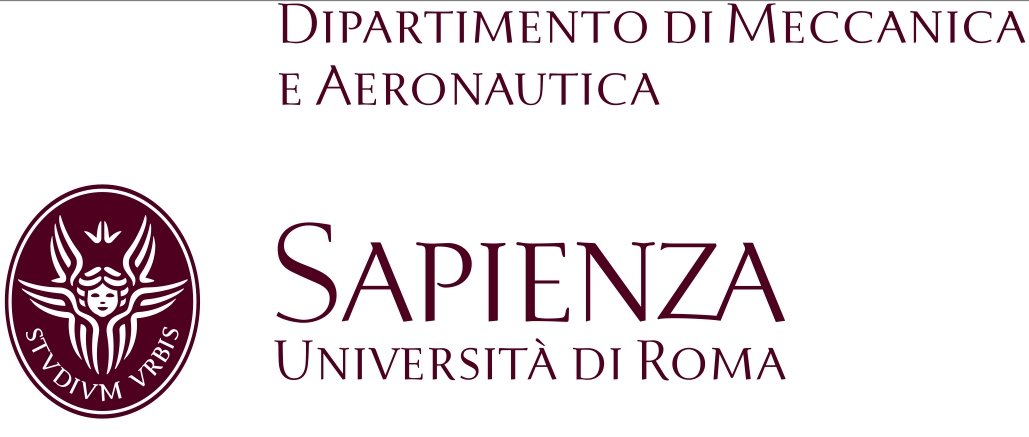 Dipartimento di Meccanica
e Aeronautica
Sapienza
Università di Roma
STVDIVM VRBIS